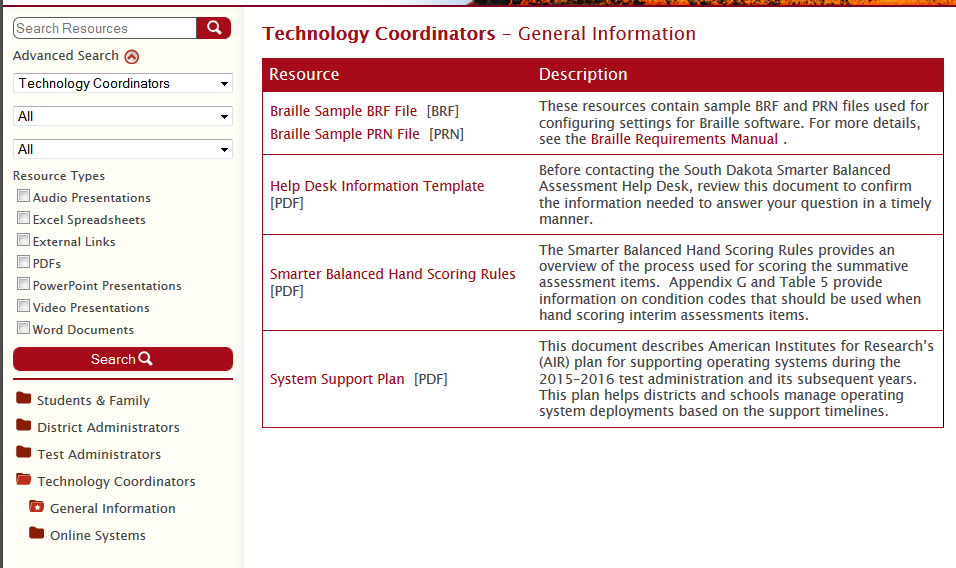 Search Resources
Advanced Search
Technology Coordinators
All
All
Resource Types
Audio Presentations
Excel Spreadsheets
External Links
PDFs
PowerPoint Presentations
Video Presentations
Word Documents
Search
Students & Family
District Administrators
Test Administrators
Technology Coordinators
General Information
Online Systems
Technology Coordinators – General Information
Resource Description
Braille Sample BRF File [BRF]
Braille Sample PRN File [PRN]
These resources contain sample BRF and PRN files used for
configuring settings for Braille software. For more details,
see the Braille Requirements Manual .
Help Desk Information Template
[PDF]
Before contacting the South Dakota Smarter Balanced
Assessment Help Desk, review this document to confirm
the information needed to answer your question in a timely
manner.
Smarter Balanced Hand Scoring Rules
[PDF]
The Smarter Balanced Hand Scoring Rules provides an
overview of the process used for scoring the summative
assessment items.  Appendix G and Table 5 provide
information on condition codes that should be used when
hand scoring interim assessments items.
System Support Plan [PDF]
This document describes American Institutes for Research's
(AIR) plan for supporting operating systems during the
2015-2016 test administration and its subsequent years.
This plan helps districts and schools manage operating
system deployments based on the support timelines.